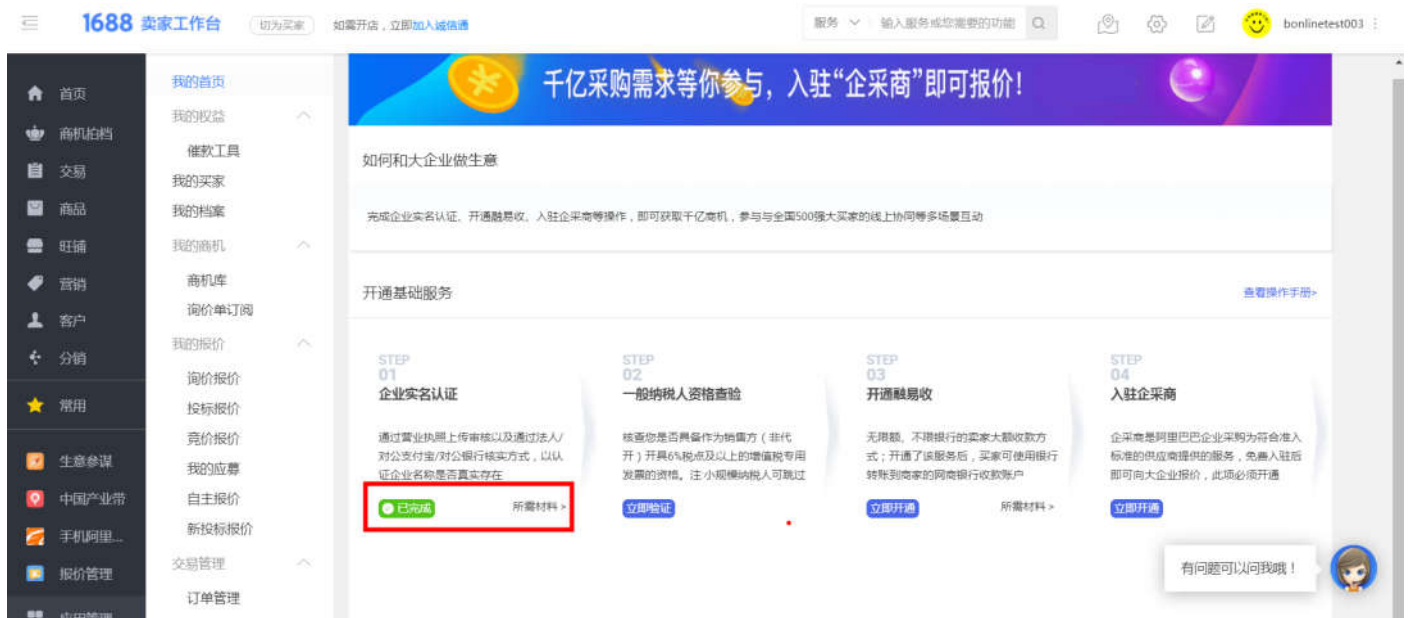 1688 卖家工作台
切为买家
如需开店，立即加入诚信通
服务
输入服务或您需要的功能
bonlinetest003
首页
商机拍档
交易
商品
旺铺
营销
客户
分销
常用
生意参谋
中国产业带
手机阿里...
报价管理
应用管理
我的首页
我的权益
催款工具
我的买家
我的档案
我的商机
商机库
询价单订阅
我的报价
询价报价
投标报价
竞价报价
我的应募
自主报价
新投标报价
交易管理
订单管理
千亿采购需求等你参与，入驻“企采商”即可报价！
如何和大企业做生意
完成企业实名认证、开通融易收、入驻企采商等操作，即可获取千亿商机，参与与全国500强大买家的线上协同等多场景互动
开通基础服务
查看操作手册>
STEP
01
企业实名认证
通过营业执照上传审核以及通过法人/
对公支付宝/对公银行核实方式，以认
证企业名称是否真实存在
已完成
所需材料 >
STEP
02
一般纳税人资格查验
核查您是否具备作为销售方（非代
开）开具6%税点及以上的增值税专用
发票的资格。注:小规模纳税人可跳过
立即验证
STEP
03
开通融易收
无限额，不限银行的卖家大额收款方
式；开通了该服务后，买家可使用银行
转账到商家的网商银行收款账户
立即开通
所需材料 >
STEP
04
入驻企采商
企采商是阿里巴巴企业采购为符合准入
标准的供应商提供的服务，免费入驻后
即可向大企业报价，此项必须开通
立即开通
有问题可以问我哦！